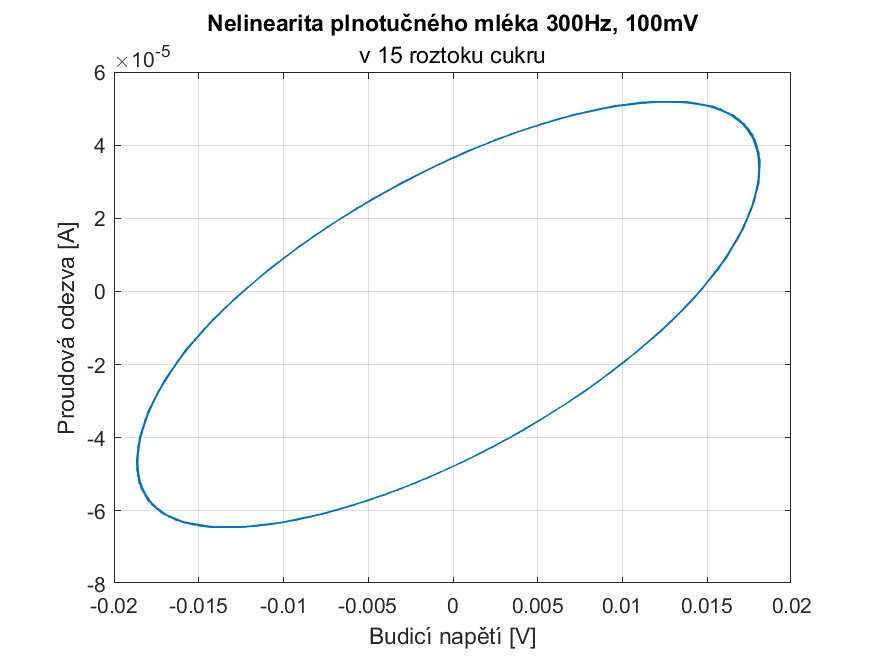 Nelinearita plnotučného mléka 300Hz, 100mV
v 15 roztoku cukru
×10-5
6
4
2
0
-2
-4
-6
-8
Proudová odezva [A]
-0.02 -0.015 -0.01 -0.005 0 0.005 0.01 0.015 0.02
Budicí napětí [V]